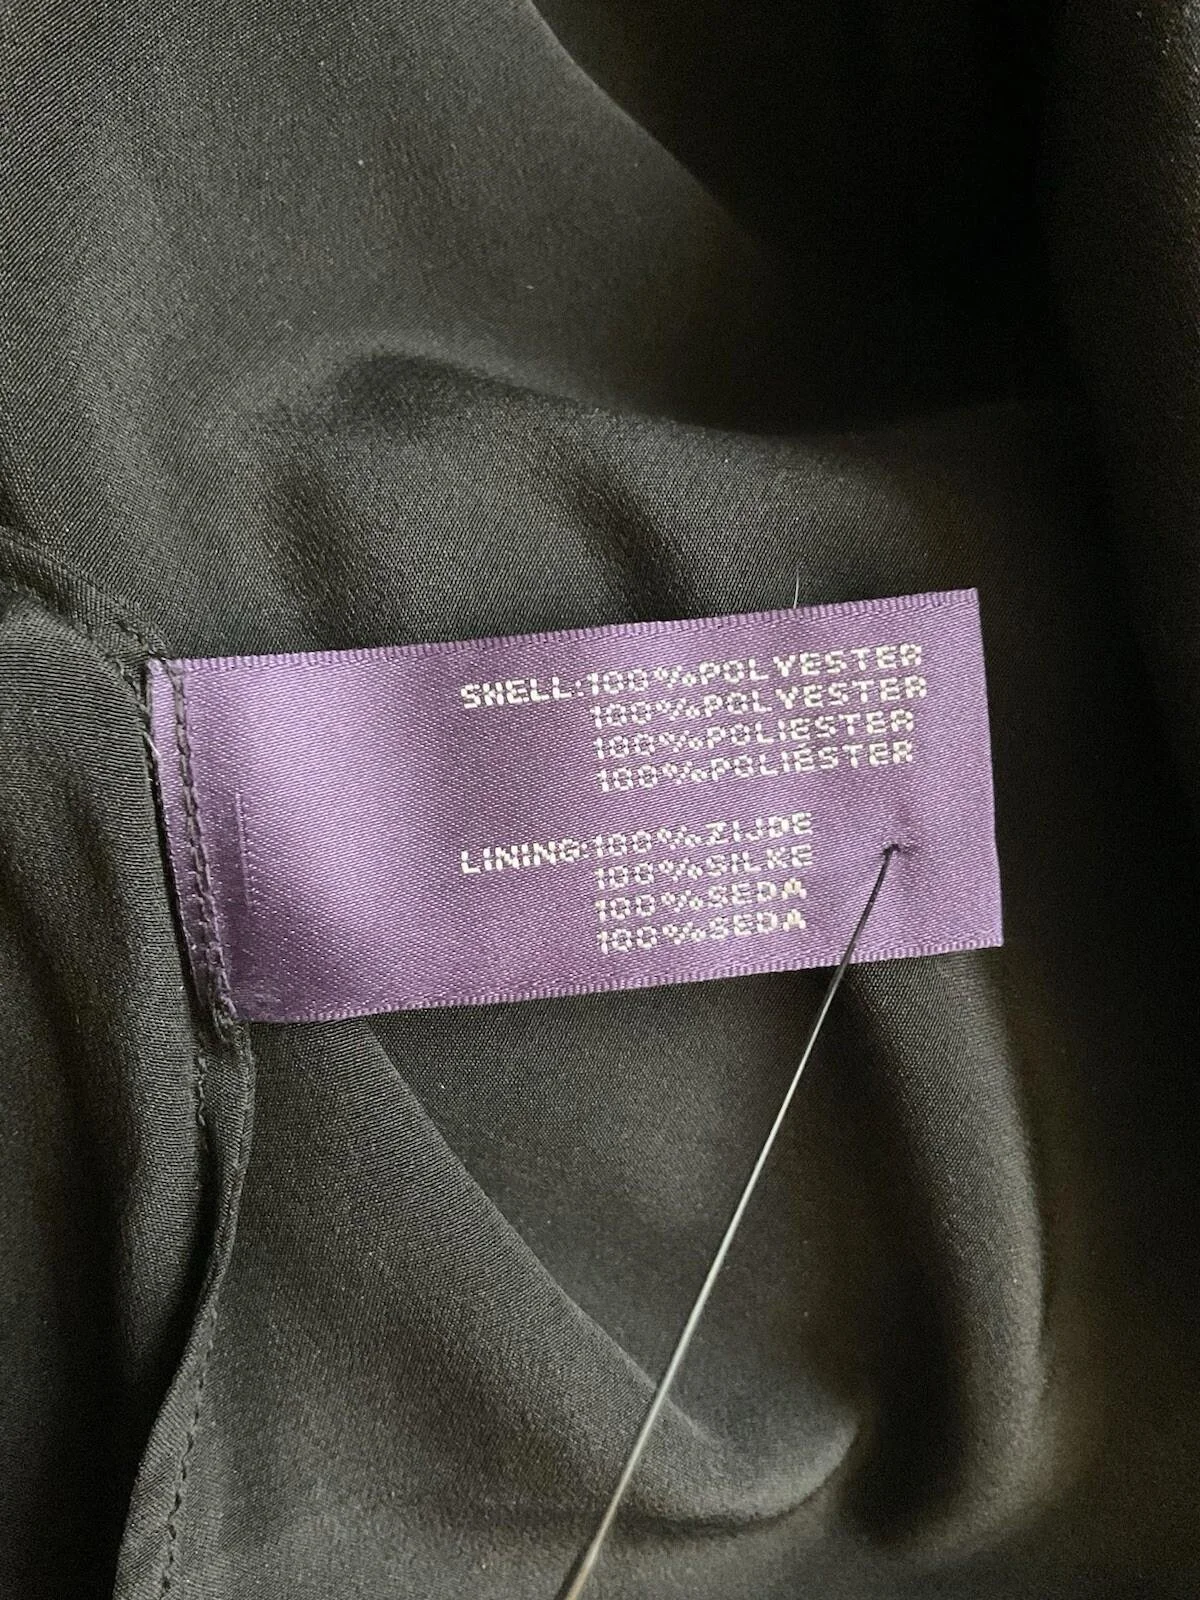 SHELL:100%POLYESTER
100%POLYESTER
100%POLIESTER
100%POLIÉSTER
LINING:100%ZIJDE
100%SILKE
100%SEDA
100%SEDA